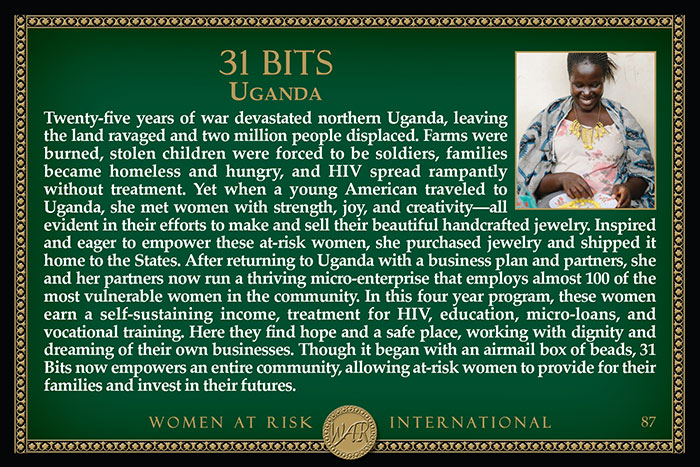 31 BITS
UGANDA
Twenty-five years of war devastated northern Uganda, leaving
the land ravaged and two million people displaced. Farms were
burned, stolen children were forced to be soldiers, families
became homeless and hungry, and HIV spread rampantly
without treatment. Yet when a young American traveled to
Uganda, she met women with strength, joy, and creativity—all
evident in their efforts to make and sell their beautiful handcrafted jewelry. Inspired
and eager to empower these at-risk women, she purchased jewelry and shipped it
home to the States. After returning to Uganda with a business plan and partners, she
and her partners now run a thriving micro-enterprise that employs almost 100 of the
most vulnerable women in the community. In this four year program, these women
earn a self-sustaining income, treatment for HIV, education, micro-loans, and
vocational training. Here they find hope and a safe place, working with dignity and
dreaming of their own businesses. Though it began with an airmail box of beads, 31
Bits now empowers an entire community, allowing at-risk women to provide for their
families and invest in their futures.
WOMEN AT RISK WAR INTERNATIONAL 87